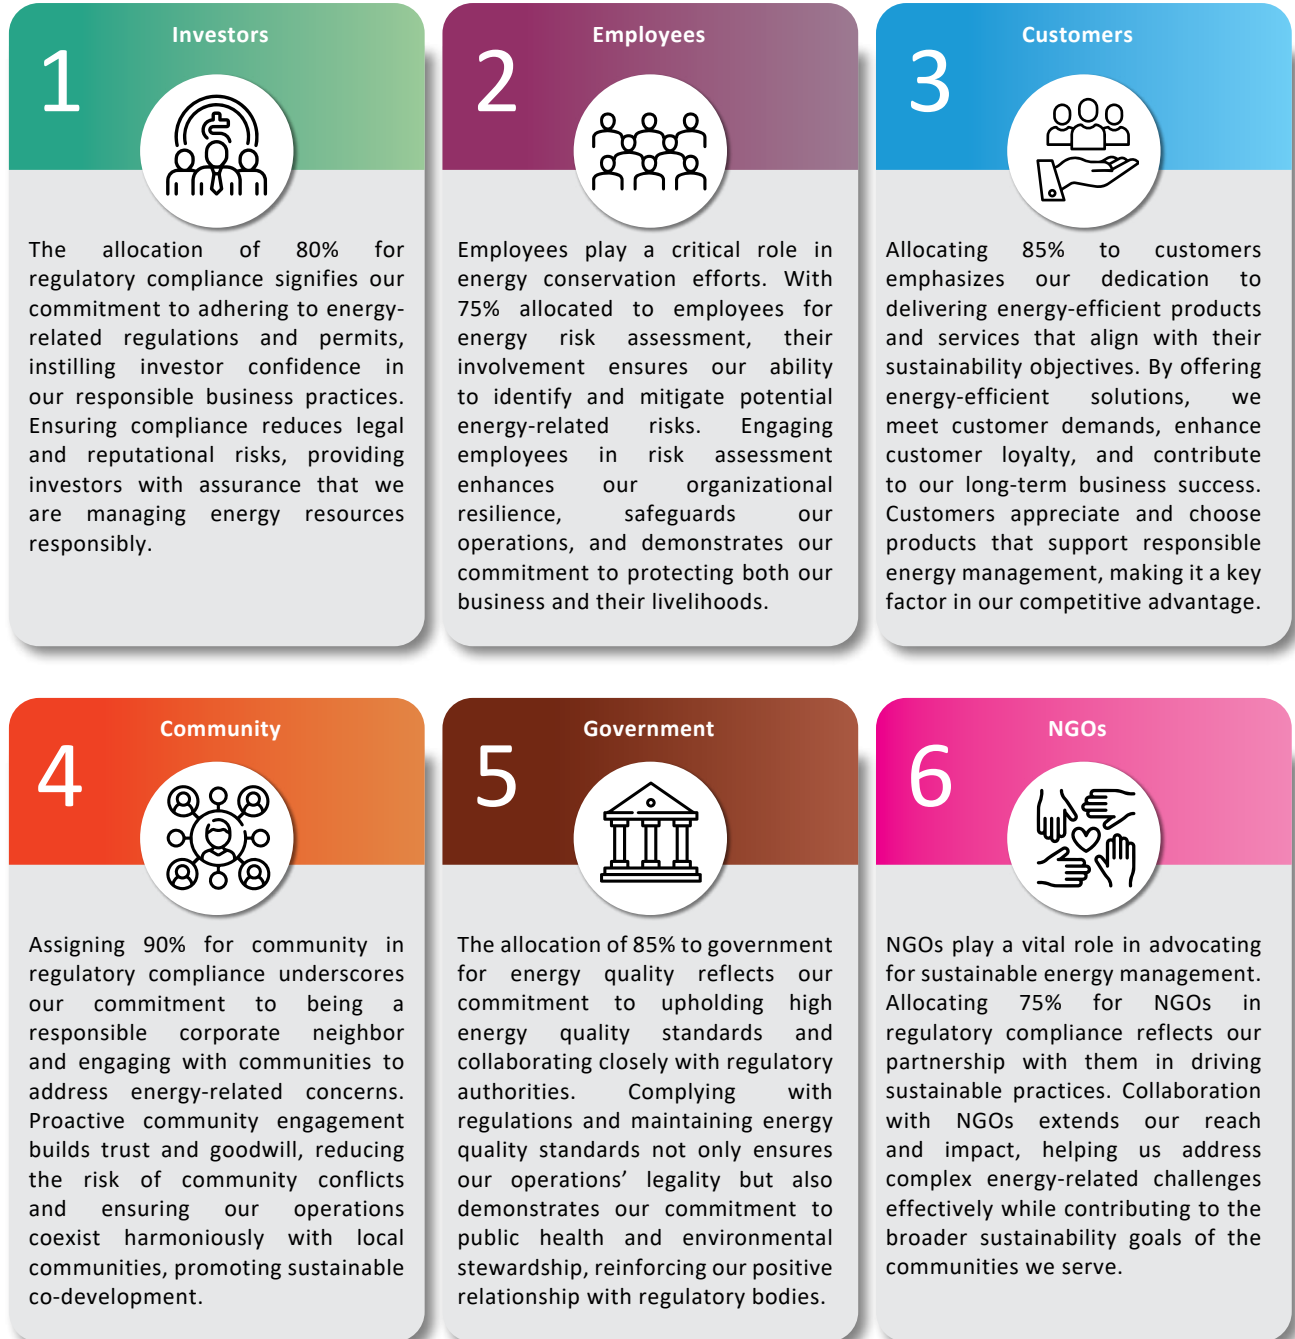 Investors
1
The allocation of 80% for
regulatory compliance signifies our
commitment to adhering to energy-
related regulations and permits,
instilling investor confidence in
our responsible business practices.
Ensuring compliance reduces legal
and reputational risks, providing
investors with assurance that we
are managing energy resources
responsibly.
Employees
2
Employees play a critical role in
energy conservation efforts. With
75% allocated to employees for
energy risk assessment, their
involvement ensures our ability
to identify and mitigate potential
energy-related risks. Engaging
employees in risk assessment
enhances our organizational
resilience, safeguards our
operations, and demonstrates our
commitment to protecting both our
business and their livelihoods.
Customers
3
Allocating 85% to customers
emphasizes our dedication to
delivering energy-efficient products
and services that align with their
sustainability objectives. By offering
energy-efficient solutions, we
meet customer demands, enhance
customer loyalty, and contribute
to our long-term business success.
Customers appreciate and choose
products that support responsible
energy management, making it a key
factor in our competitive advantage.
Community
4
Assigning 90% for community in
regulatory compliance underscores
our commitment to being a
responsible corporate neighbor
and engaging with communities to
address energy-related concerns.
Proactive community engagement
builds trust and goodwill, reducing
the risk of community conflicts
and ensuring our operations
coexist harmoniously with local
communities, promoting sustainable
co-development.
Government
5
The allocation of 85% to government
for energy quality reflects our
commitment to upholding high
energy quality standards and
collaborating closely with regulatory
authorities. Complying with
regulations and maintaining energy
quality standards not only ensures
our operations’ legality but also
demonstrates our commitment to
public health and environmental
stewardship, reinforcing our positive
relationship with regulatory bodies.
NGOs
6
NGOs play a vital role in advocating
for sustainable energy management.
Allocating 75% for NGOs in
regulatory compliance reflects our
partnership with them in driving
sustainable practices. Collaboration
with NGOs extends our reach
and impact, helping us address
complex energy-related challenges
effectively while contributing to the
broader sustainability goals of the
communities we serve.